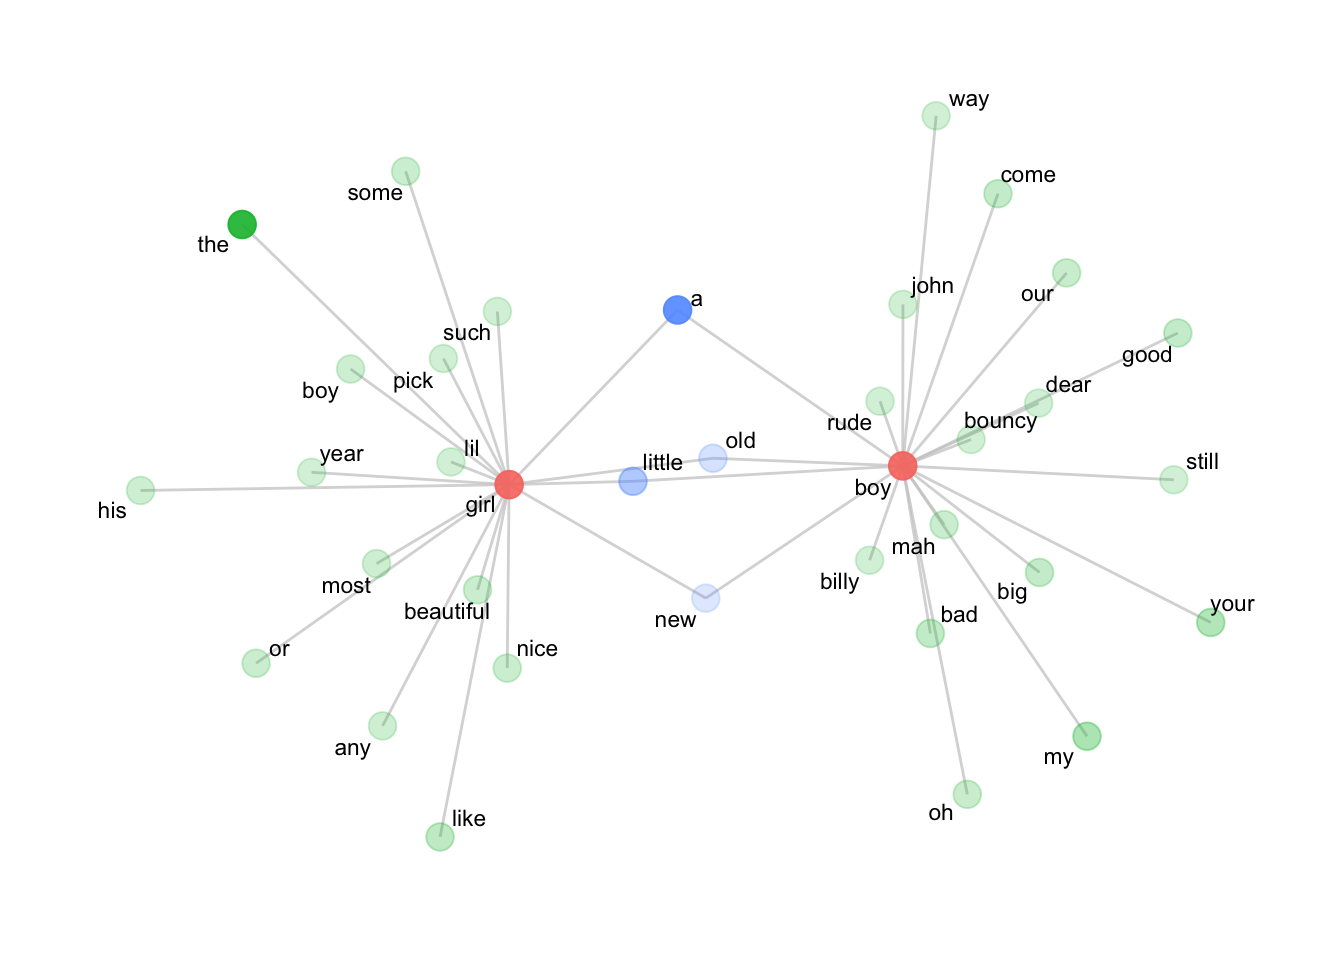 way
come
some
the
john
our
a
such
good
pick
boy
dear
bouncy
rude
old
lil
year
little
still
boy
girl
his
mah
most
billy
big
beautiful
your
bad
new
or
nice
any
my
like
oh